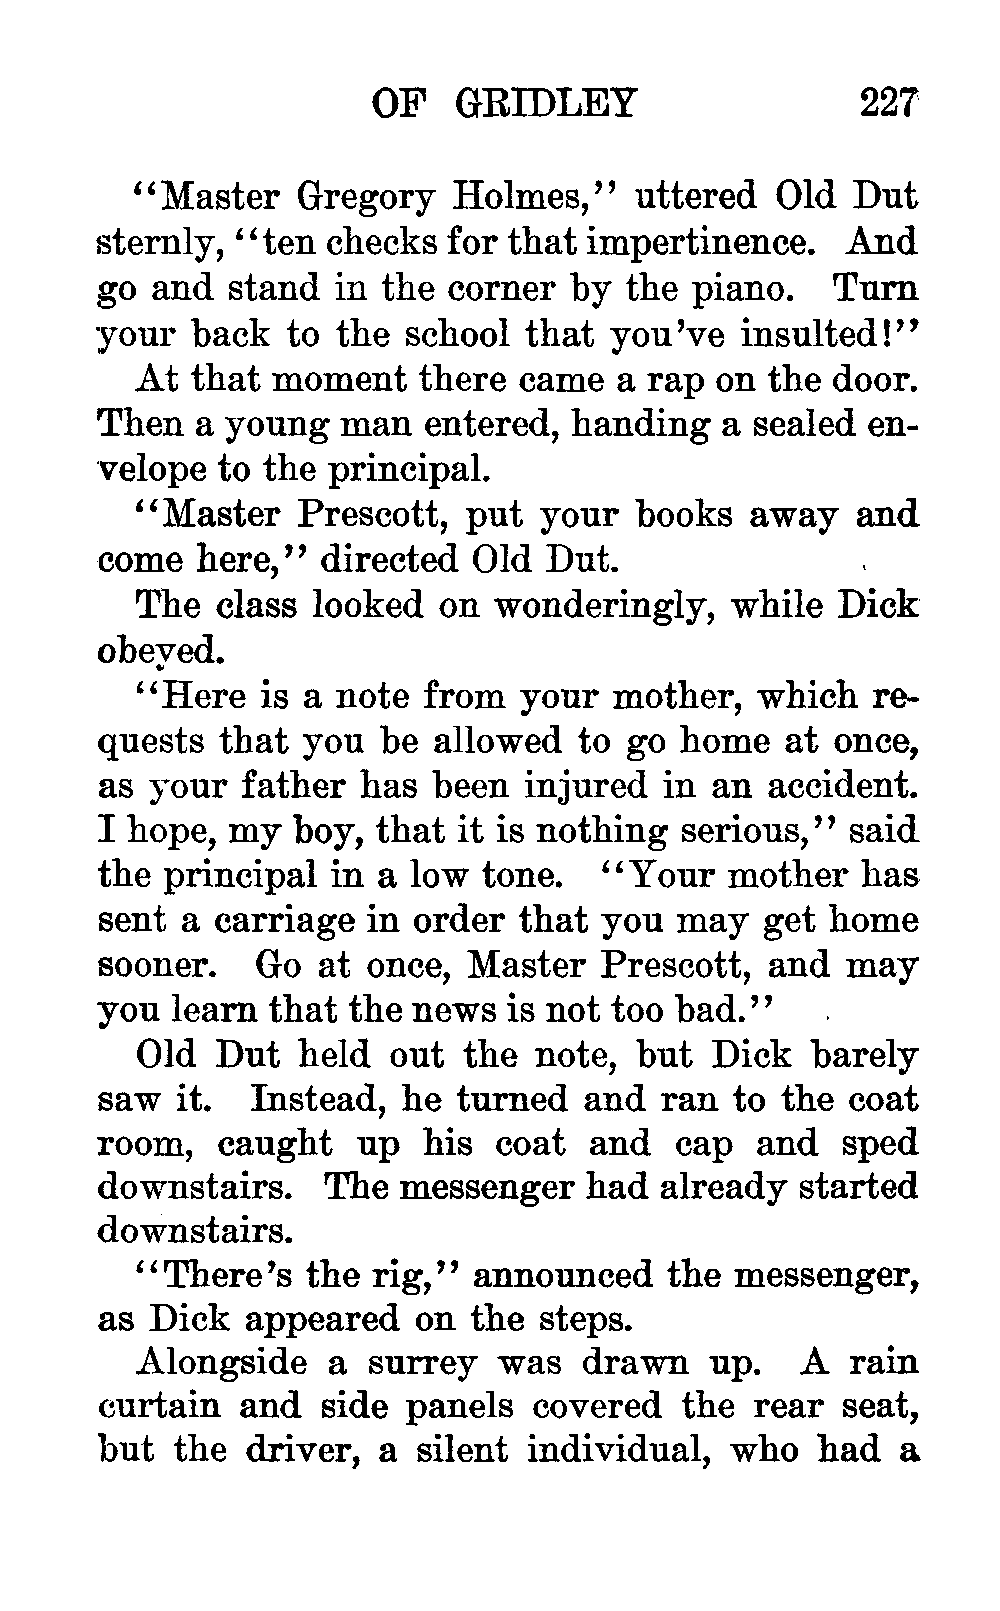 OF GRIDLEY 227
"Master Gregory Holmes," uttered Old Dut
sternly, "ten checks for that impertinence. And
go and stand in the corner by the piano. Turn
your back to the school that you've insulted!"
At that moment there came a rap on the door.
Then a young man entered, handing a sealed en-
velope to the principal.
"Master Prescott, put your books away and
come here," directed Old Dut.
The class looked on wonderingly, while Dick
obeyed.
"Here is a note from your mother, which re-
quests that you be allowed to go home at once,
as your father has been injured in an accident.
I hope, my boy, that it is nothing serious," said
the principal in a low tone. "Your mother has
sent a carriage in order that you may get home
sooner. Go at once, Master Prescott, and may
you learn that the news is not too bad."
Old Dut held out the note, but Dick barely
saw it. Instead, he turned and ran to the coat
room, caught up his coat and cap and sped
downstairs. The messenger had already started
downstairs.
"There's the rig," announced the messenger,
as Dick appeared on the steps.
Alongside a surrey was drawn up. A rain
curtain and side panels covered the rear seat,
but the driver, a silent individual, who had a